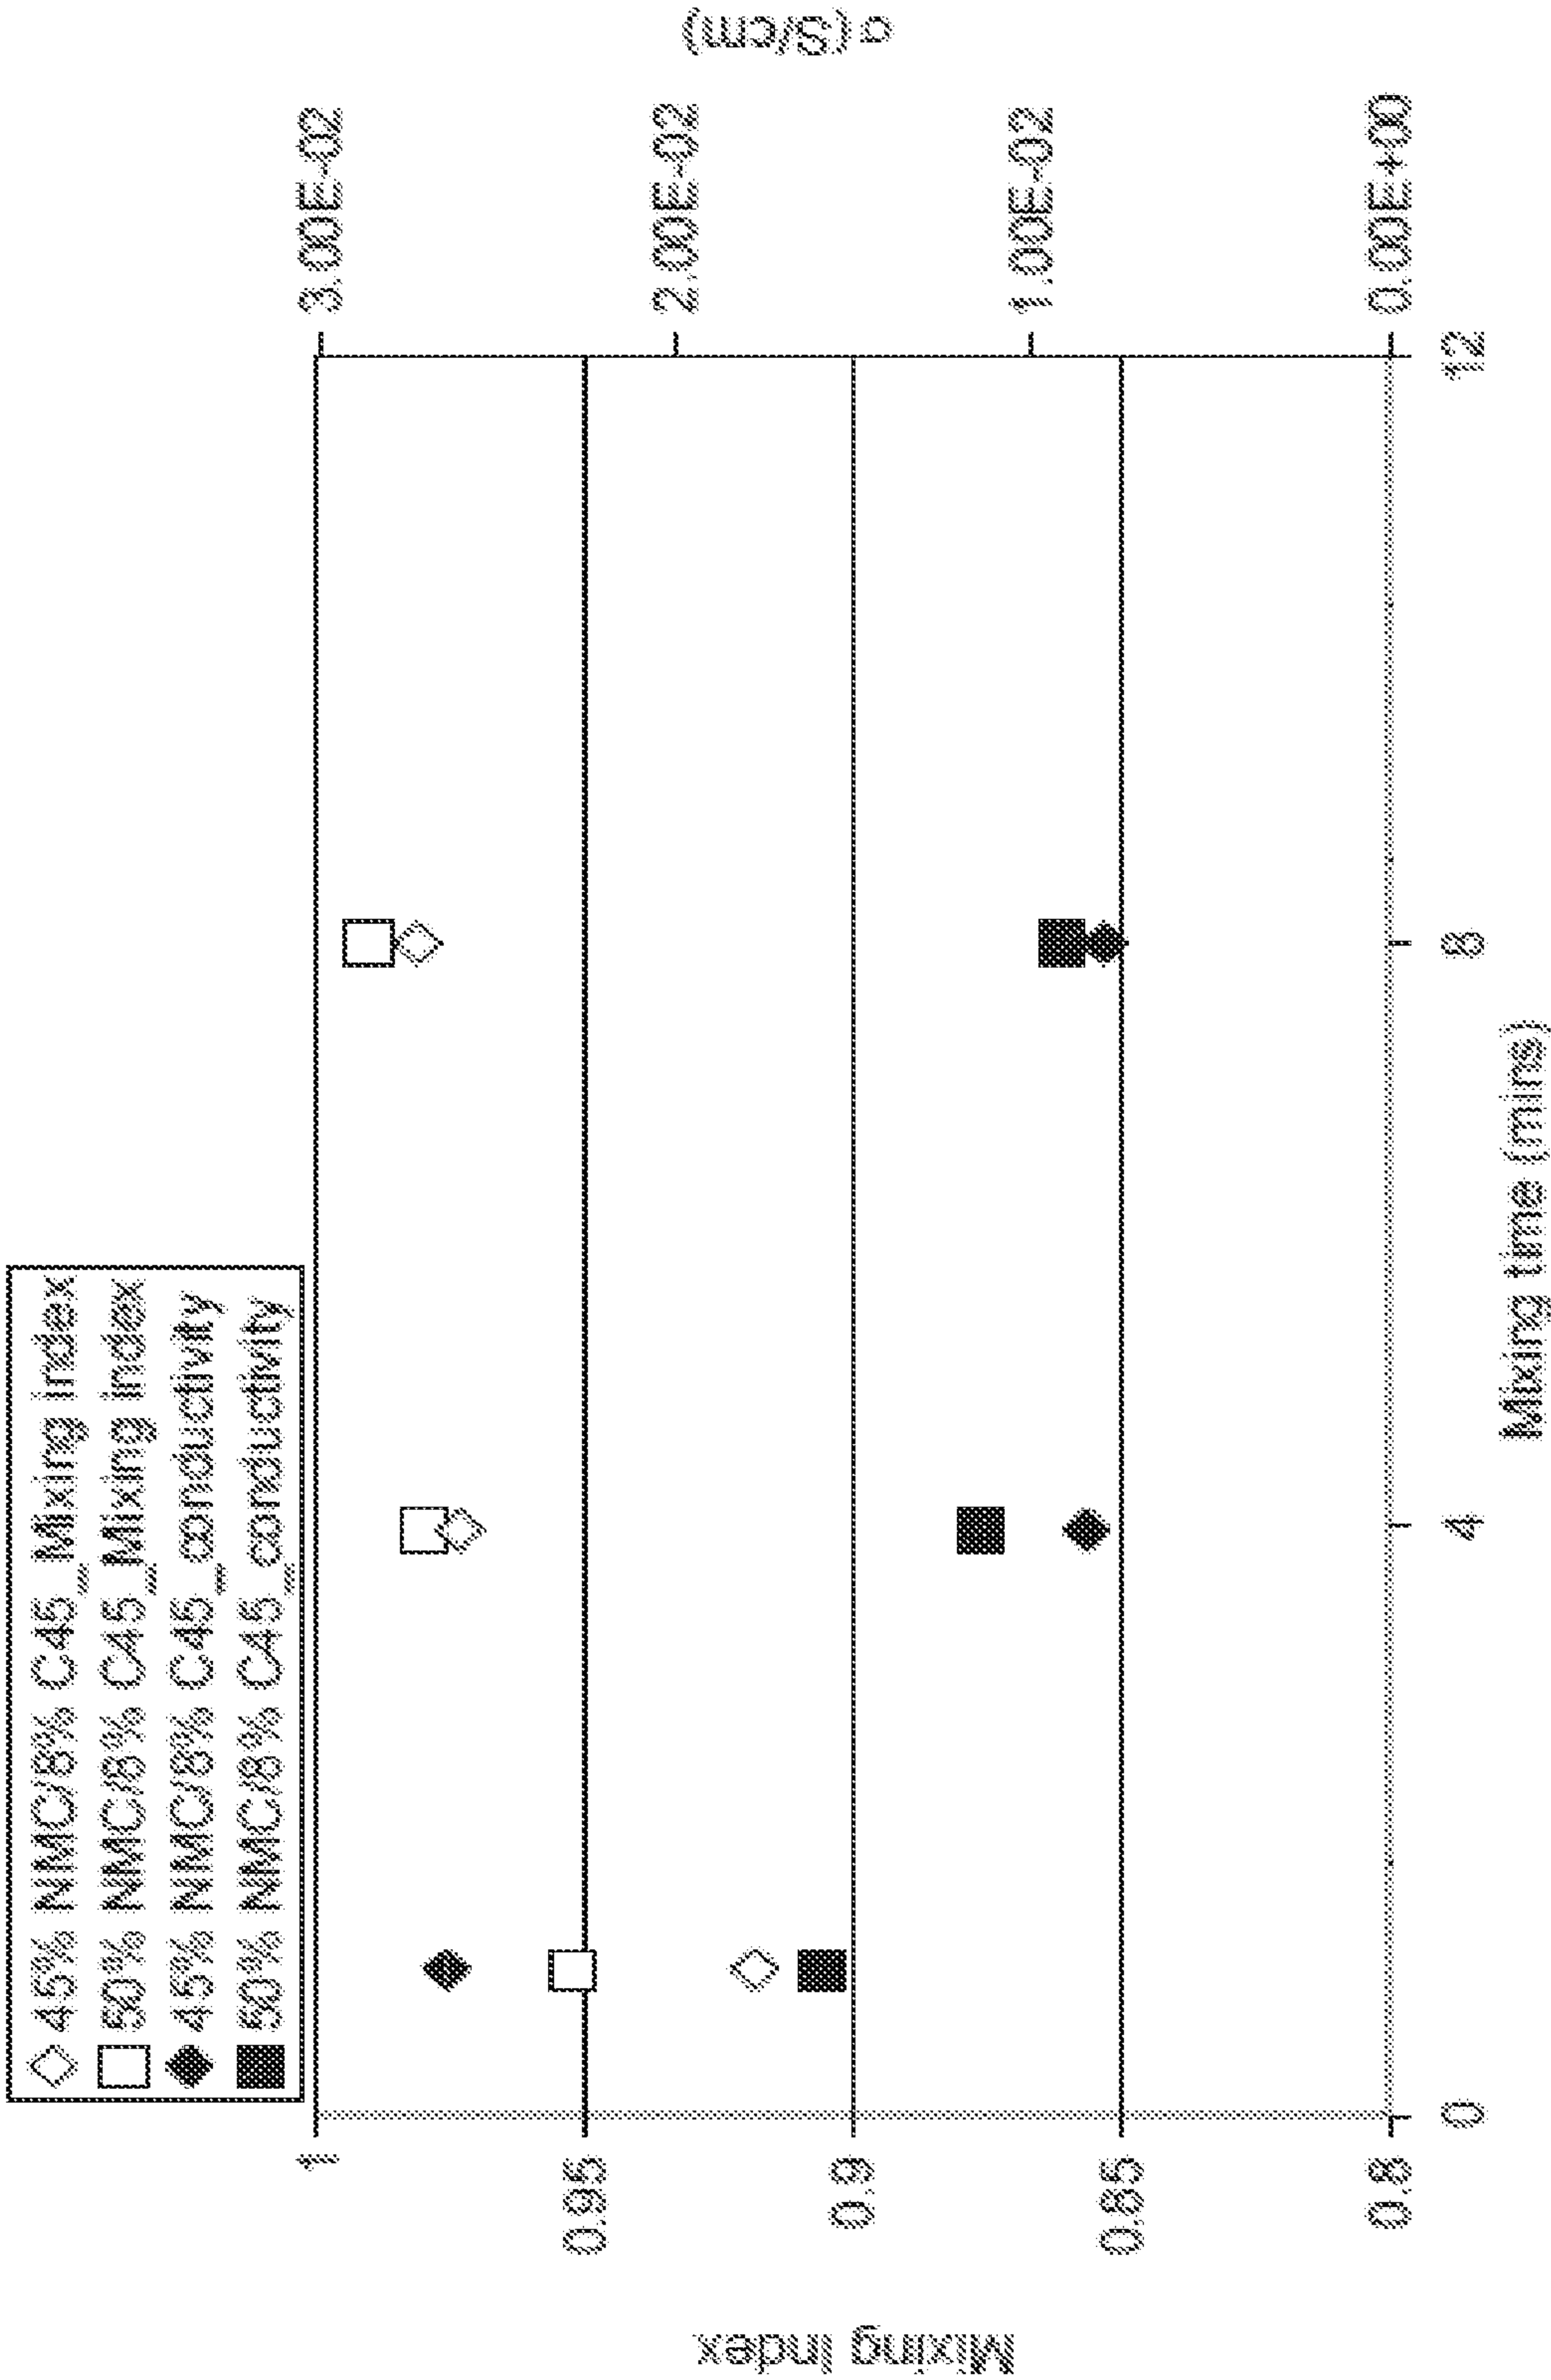 45% NMC/8% C45_Mixing index
50% NMC/8% C45_Mixing index
45% NMC/8% C45_conductivity
50% NMC/8% C45_conductivity
1
0.95
0.9
0.85
0.8
Mixing Index
3.00E-02
2.00E-02
1.00E-02
0.00E+00
σ (S/cm)
0
4
8
12
Mixing time (mins)